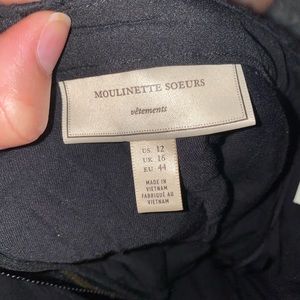 MOULINETTE SOEURS
vêtements
US 12
UK 16
EU 44
MADE IN
VIETNAM
FABRIQUÉ AU
VIETNAM